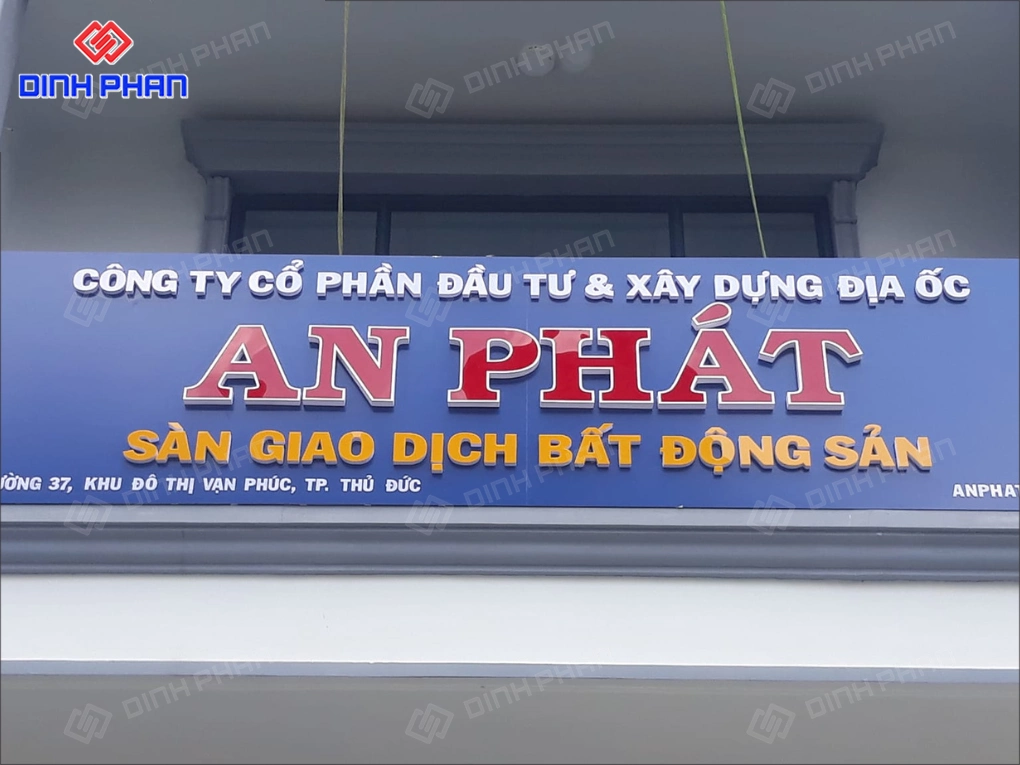 DINH PHAN
CÔNG TY CỔ PHẦN ĐẦU TƯ & XÂY DỰNG ĐỊA ỐC
AN PHÁT
SÀN GIAO DỊCH BẤT ĐỘNG SẢN
37, KHU ĐÔ THỊ VẠN PHÚC, TP. THỦ ĐỨC